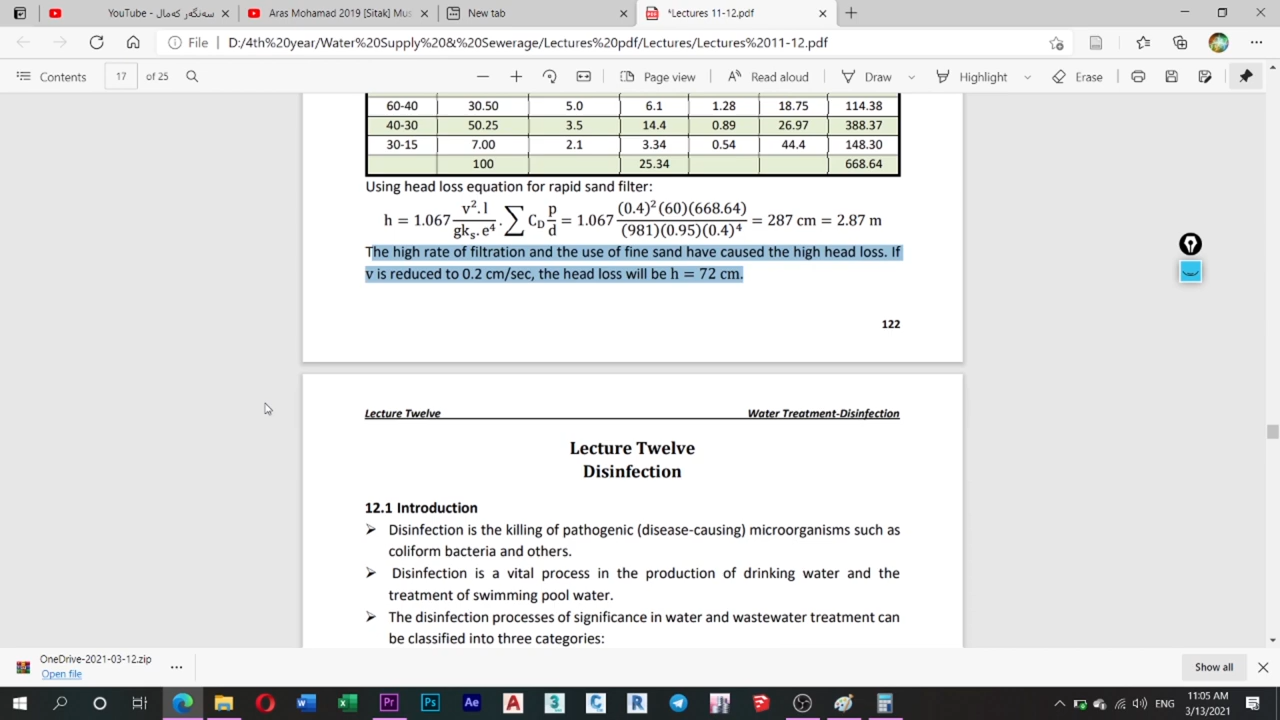 سەنگەر کەمال - YouTube
Aras Mohamad 2019 [Sitak] Mus
New tab
*Lectures 11-12.pdf
File
D:/4th%20year/Water%20Supply%20&%20Sewerage/Lectures%20pdf/Lectures/Lectures%2011-12.pdf
Contents
17
of 25
Page view
Read aloud
Draw
Highlight
Erase
60-40 30.50 5.0 6.1 1.28 18.75 114.38
40-30 50.25 3.5 14.4 0.89 26.97 388.37
30-15 7.00 2.1 3.34 0.54 44.4 148.30
100 25.34 668.64
Using head loss equation for rapid sand filter:
h = 1.067 v².l / gkₛ.e⁴ . ∑ C_D p/d = 1.067 (0.4)²(60)(668.64) / (981)(0.95)(0.4)⁴ = 287 cm = 2.87 m
The high rate of filtration and the use of fine sand have caused the high head loss. If
v is reduced to 0.2 cm/sec, the head loss will be h = 72 cm.
122
Lecture Twelve
Water Treatment-Disinfection
Lecture Twelve
Disinfection
12.1 Introduction
➢ Disinfection is the killing of pathogenic (disease-causing) microorganisms such as
coliform bacteria and others.
➢ Disinfection is a vital process in the production of drinking water and the
treatment of swimming pool water.
➢ The disinfection processes of significance in water and wastewater treatment can
be classified into three categories:
OneDrive-2021-03-12.zip
Open file
Show all
11:05 AM
ENG
3/13/2021